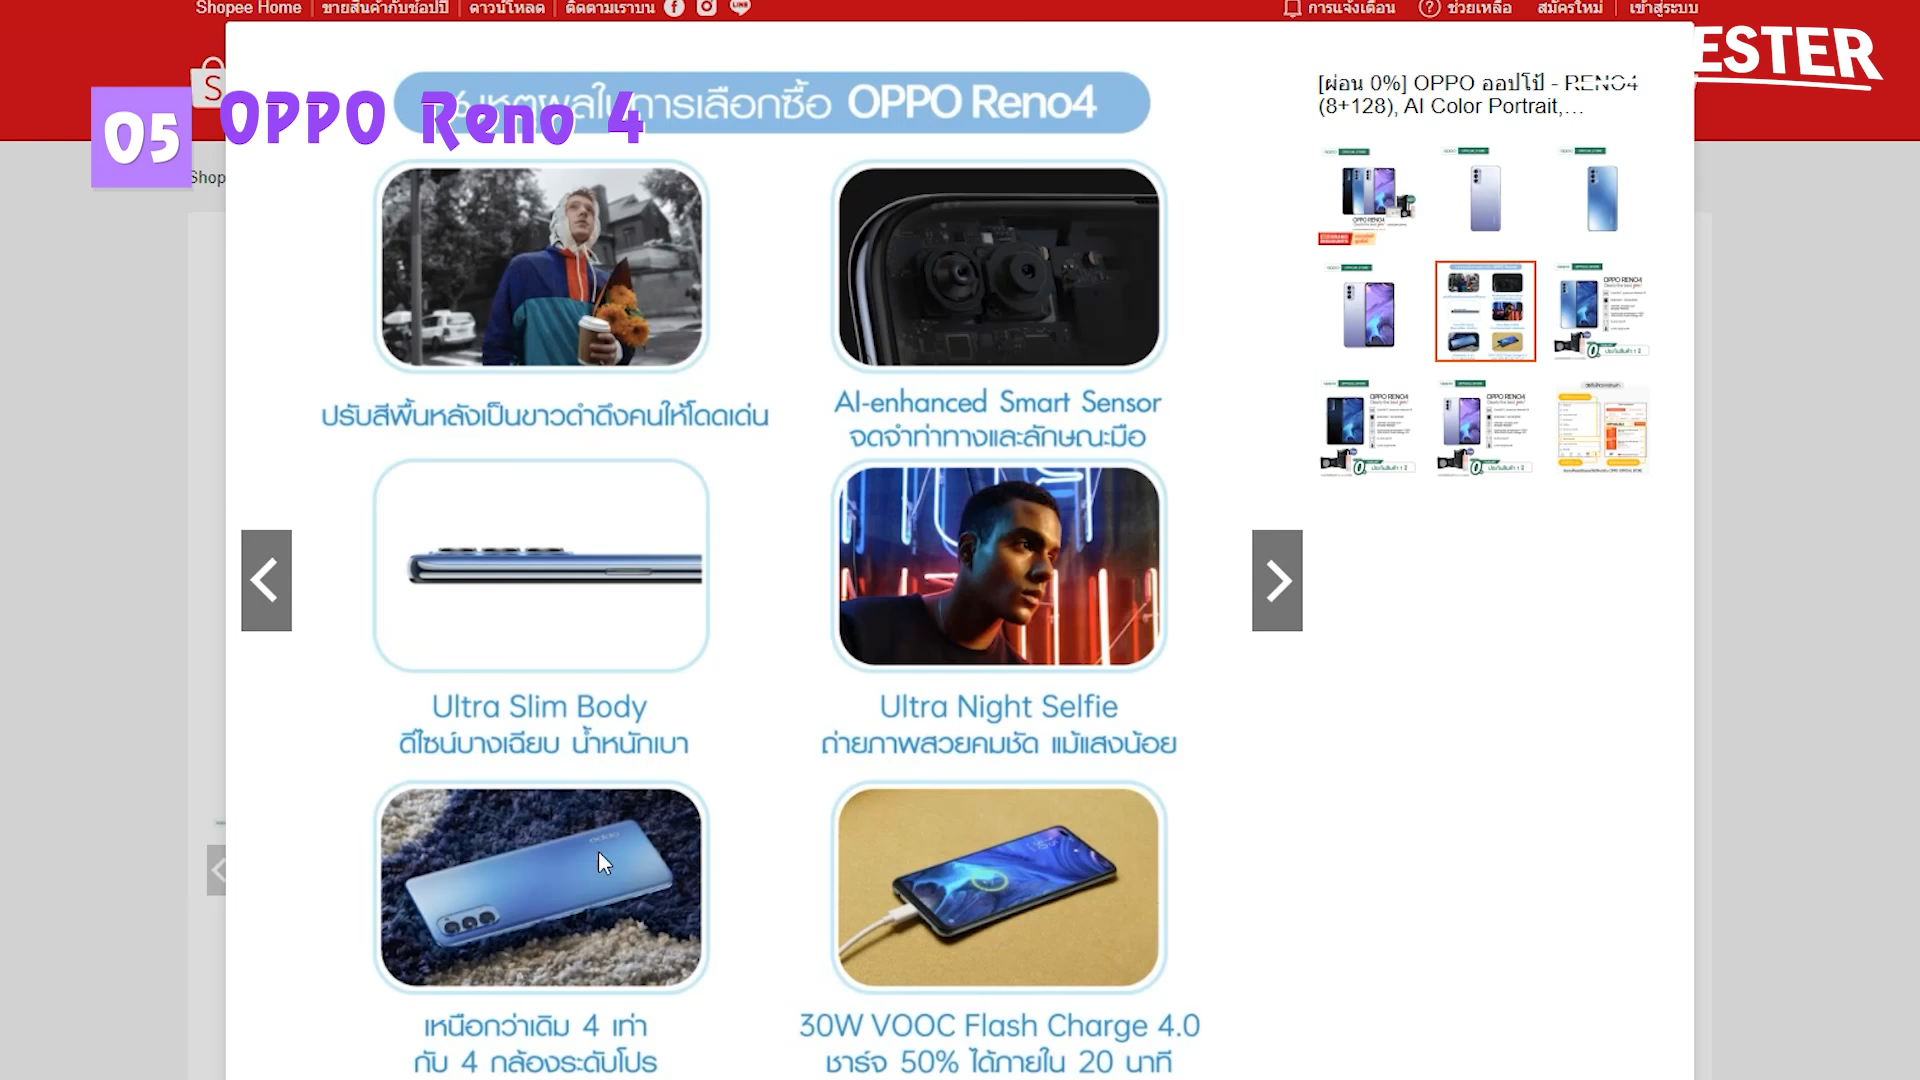 Shopee Home
ขายสินค้ากับช้อปปี้
ดาวน์โหลด
ติดตามเราบน
การแจ้งเตือน
ช่วยเหลือ
สมัครใหม่
เข้าสู่ระบบ
ESTER
05
OPPO Reno 4
6 เหตุผลในการเลือกซื้อ OPPO Reno4
[ผ่อน 0%] OPPO ออปโป้ - RENO4
(8+128), AI Color Portrait,...
Shop
ปรับสีพื้นหลังเป็นขาวดำดึงคนให้โดดเด่น
AI-enhanced Smart Sensor
จดจำท่าทางและลักษณะมือ
Ultra Slim Body
ดีไซน์บางเฉียบ น้ำหนักเบา
Ultra Night Selfie
ถ่ายภาพสวยคมชัด แม้แสงน้อย
เหนือกว่าเดิม 4 เท่า
กับ 4 กล้องระดับโปร
30W VOOC Flash Charge 4.0
ชาร์จ 50% ได้ภายใน 20 นาที